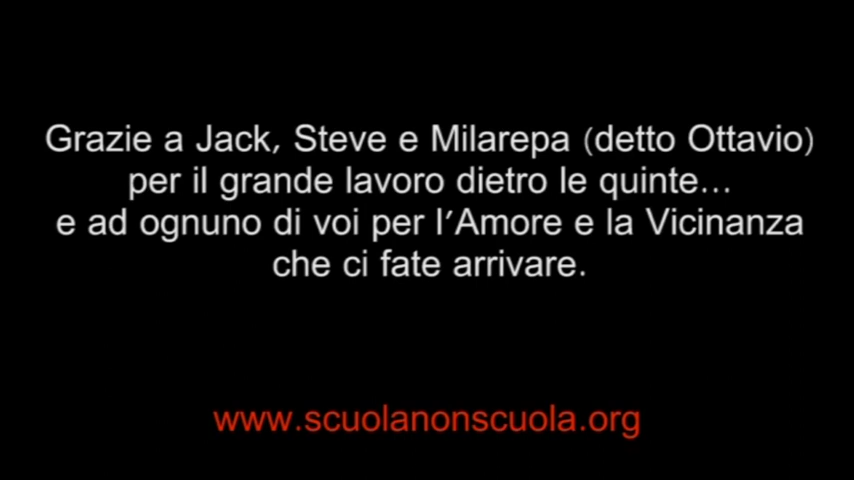 Grazie a Jack, Steve e Milarepa (detto Ottavio)
per il grande lavoro dietro le quinte...
e ad ognuno di voi per l'Amore e la Vicinanza
che ci fate arrivare.
www.scuolanonscuola.org